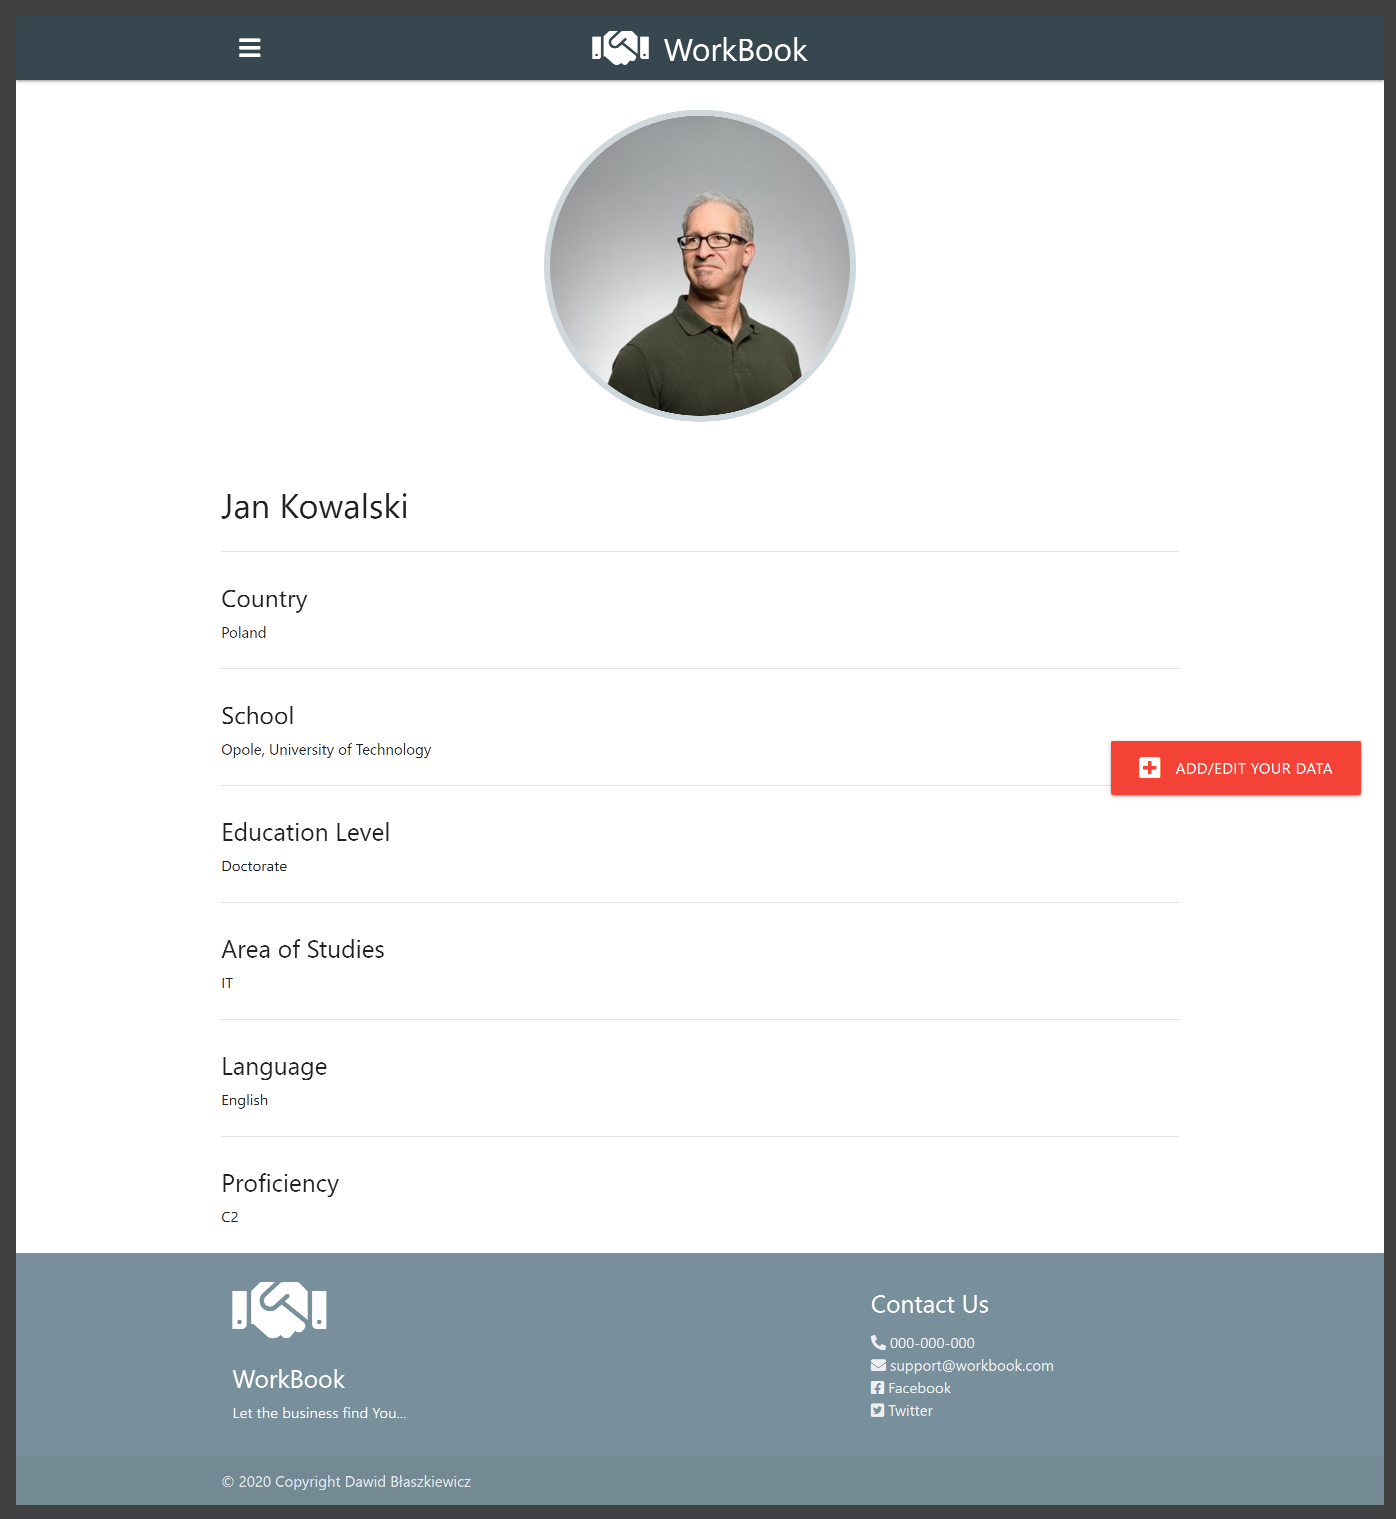 WorkBook
Jan Kowalski
Country
Poland
School
Opole, University of Technology
ADD/EDIT YOUR DATA
Education Level
Doctorate
Area of Studies
IT
Language
English
Proficiency
C2
WorkBook
Let the business find You...
Contact Us
000-000-000
support@workbook.com
Facebook
Twitter
© 2020 Copyright Dawid Błaszkiewicz